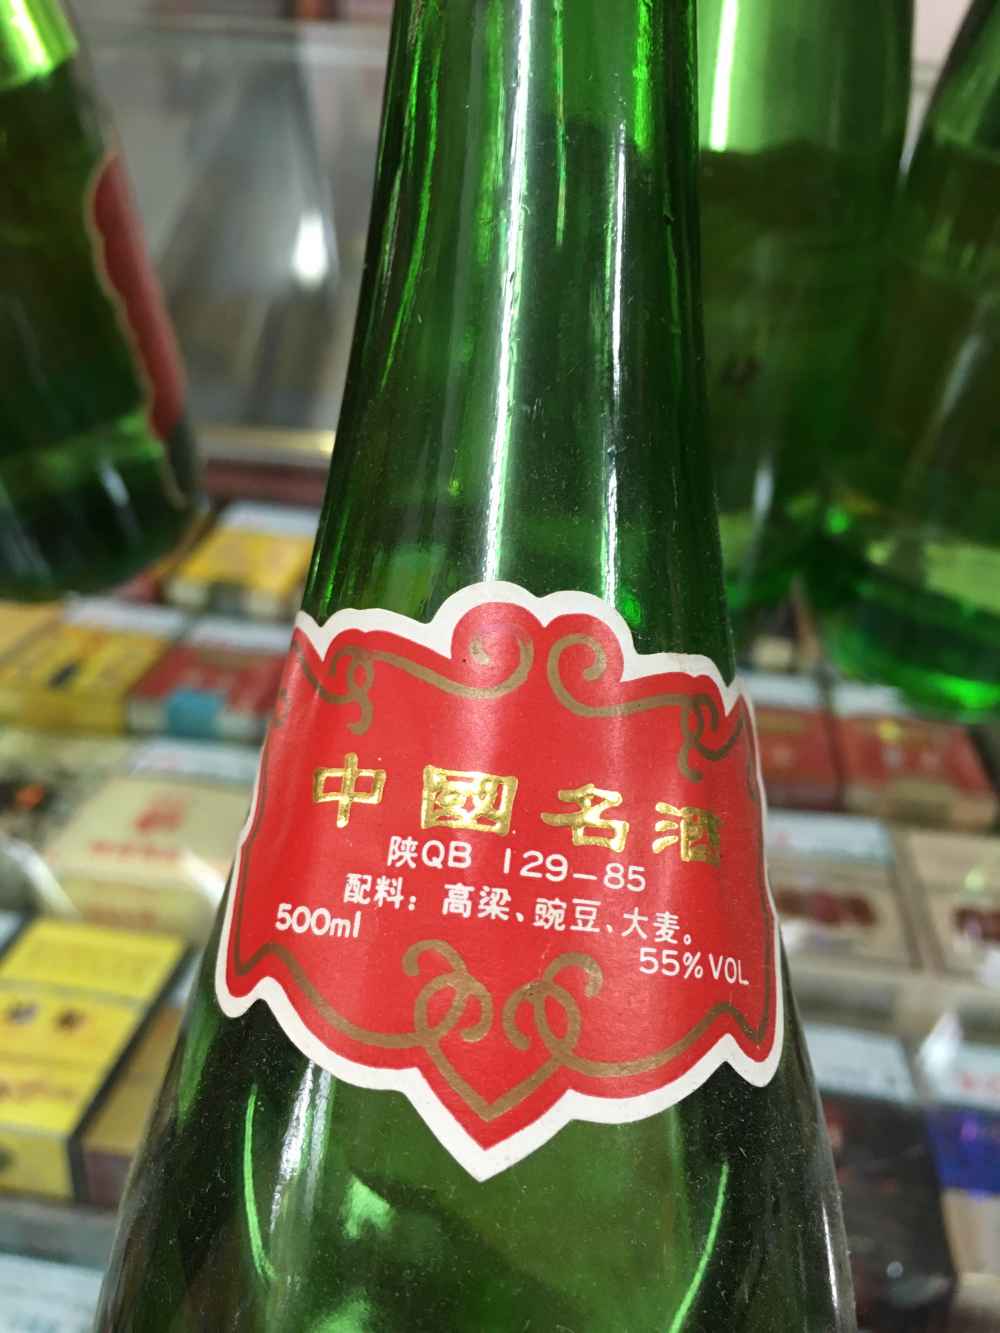 中國名酒
陕QB 129-85
配料：高梁、豌豆、大麦。
500ml
55%VOL